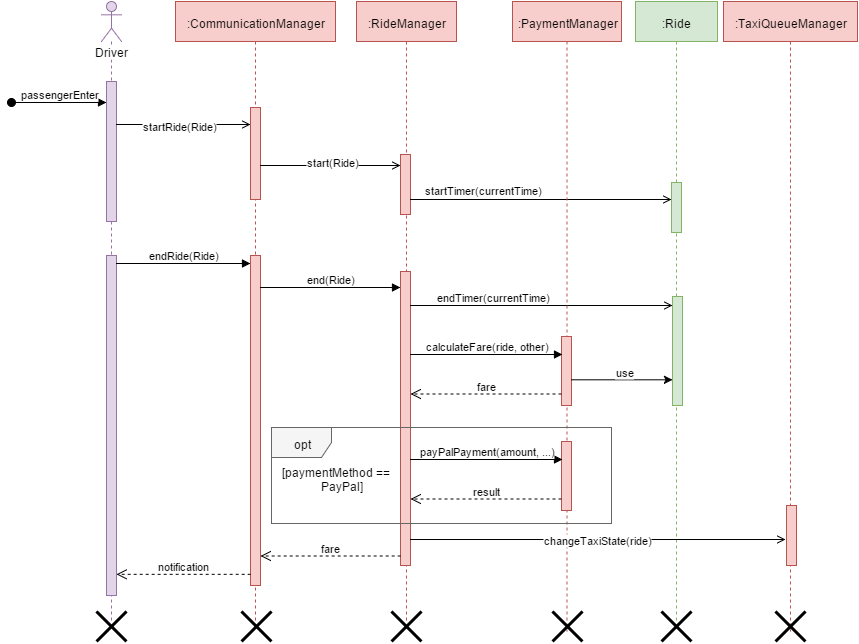 :CommunicationManager
:RideManager
:PaymentManager
:Ride
:TaxiQueueManager
Driver
passengerEnter
startRide(Ride)
start(Ride)
startTimer(currentTime)
endRide(Ride)
end(Ride)
endTimer(currentTime)
calculateFare(ride, other)
use
fare
opt
payPalPayment(amount, ...)
[paymentMethod ==
PayPal]
result
changeTaxiState(ride)
fare
notification